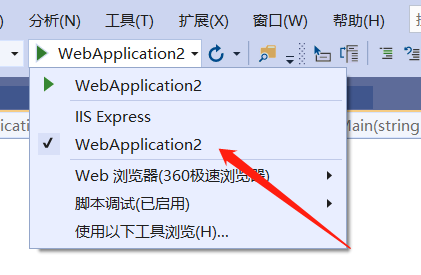 分析(N) 工具(T) 扩展(X) 窗口(W) 帮助(H)
WebApplication2
WebApplication2
IIS Express
WebApplication2
Main(string
Web 浏览器(360极速浏览器)
脚本调试(已启用)
使用以下工具浏览(H)...